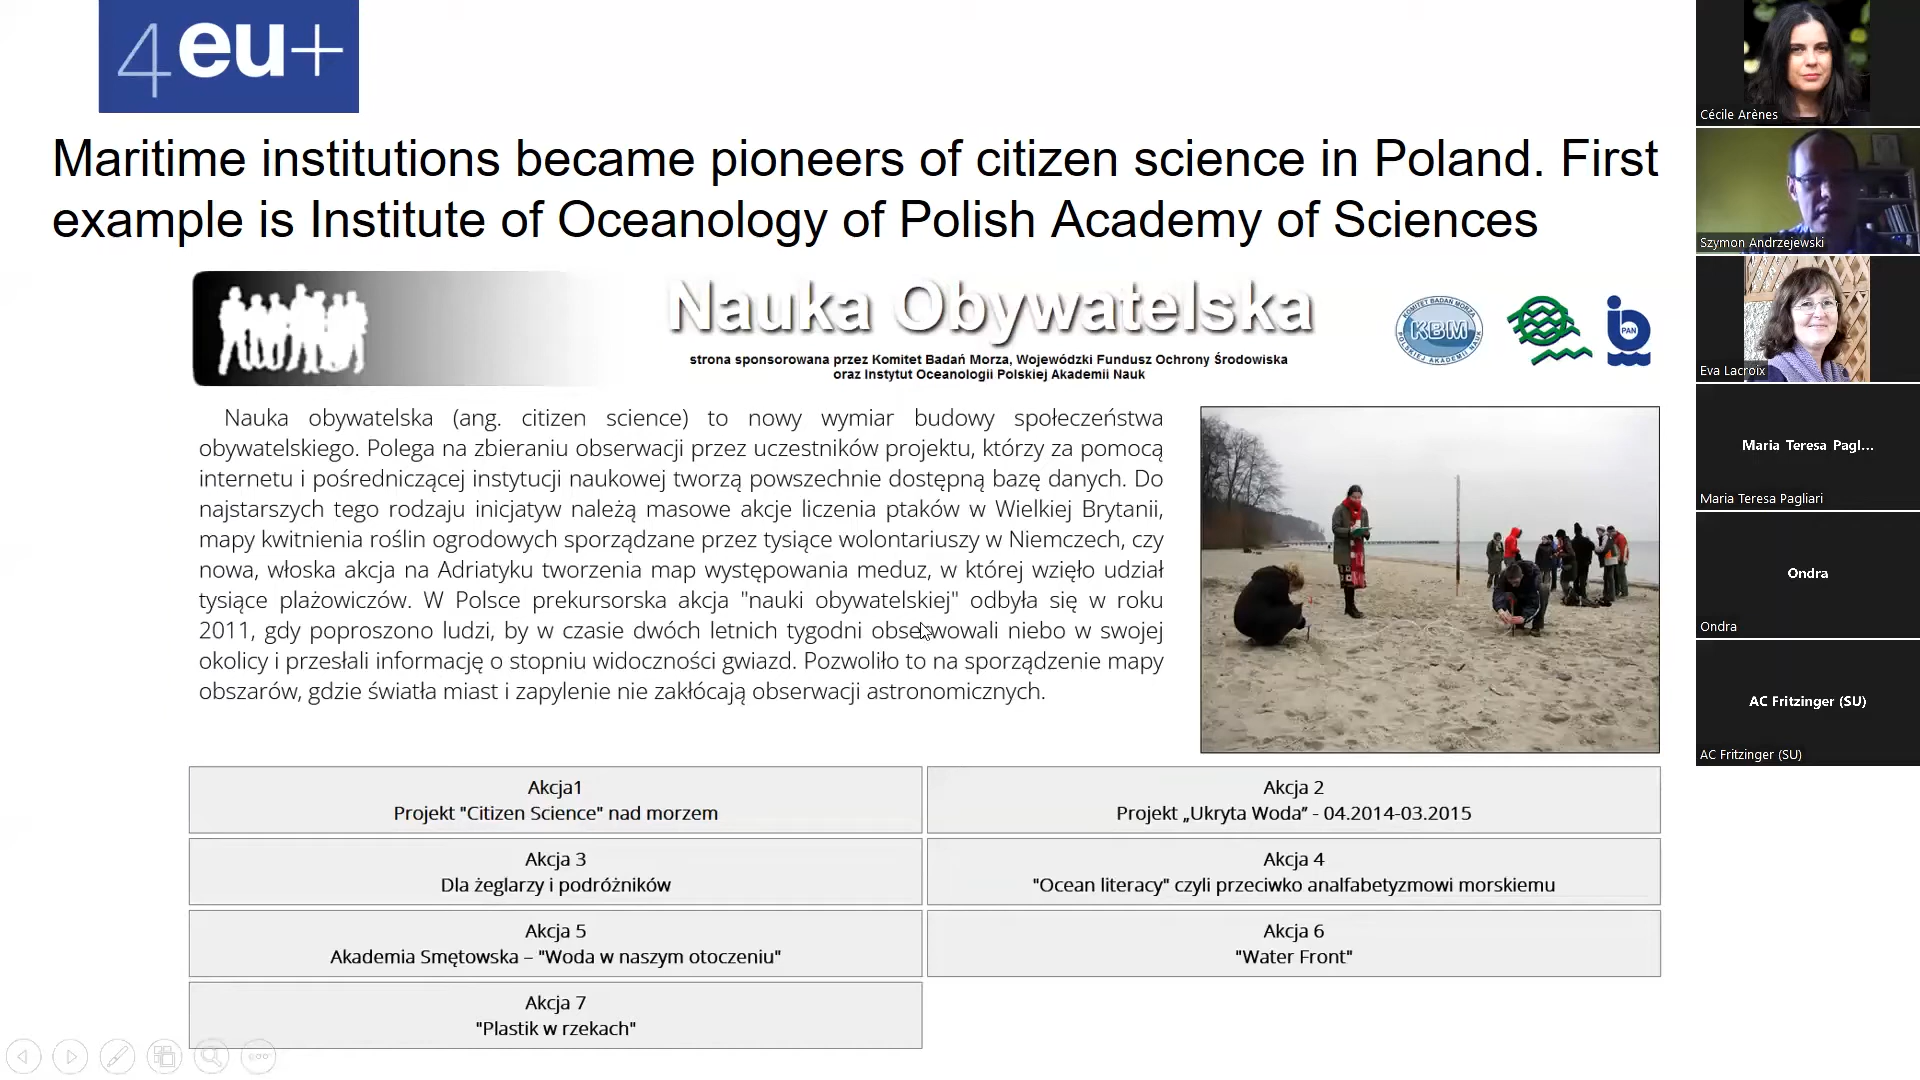 4eu+
Maritime institutions became pioneers of citizen science in Poland. First
example is Institute of Oceanology of Polish Academy of Sciences
Nauka Obywatelska
strona sponsorowana przez Komitet Badań Morza, Wojewódzki Fundusz Ochrony Środowiska
oraz Instytut Oceanologii Polskiej Akademii Nauk
KOMITET BADAŃ MORZA
KBM
POLSKIEJ AKADEMII NAUK
PAN
Nauka obywatelska (ang. citizen science) to nowy wymiar budowy społeczeństwa
obywatelskiego. Polega na zbieraniu obserwacji przez uczestników projektu, którzy za pomocą
internetu i pośredniczącej instytucji naukowej tworzą powszechnie dostępną bazę danych. Do
najstarszych tego rodzaju inicjatyw należą masowe akcje liczenia ptaków w Wielkiej Brytanii,
mapy kwitnienia roślin ogrodowych sporządzane przez tysiące wolontariuszy w Niemczech, czy
nowa, włoska akcja na Adriatyku tworzenia map występowania meduz, w której wzięło udział
tysiące plażowiczów. W Polsce prekursorska akcja "nauki obywatelskiej" odbyła się w roku
2011, gdy poproszono ludzi, by w czasie dwóch letnich tygodni obserwowali niebo w swojej
okolicy i przesłali informację o stopniu widoczności gwiazd. Pozwoliło to na sporządzenie mapy
obszarów, gdzie światła miast i zapylenie nie zakłócają obserwacji astronomicznych.
Akcja1
Projekt "Citizen Science" nad morzem
Akcja 2
Projekt „Ukryta Woda” - 04.2014-03.2015
Akcja 3
Dla żeglarzy i podróżników
Akcja 4
"Ocean literacy" czyli przeciwko analfabetyzmowi morskiemu
Akcja 5
Akademia Smętowska – "Woda w naszym otoczeniu"
Akcja 6
"Water Front"
Akcja 7
"Plastik w rzekach"
Cécile Arènes
Szymon Andrzejewski
Eva Lacroix
Maria Teresa Pagl...
Maria Teresa Pagliari
Ondra
Ondra
AC Fritzinger (SU)
AC Fritzinger (SU)